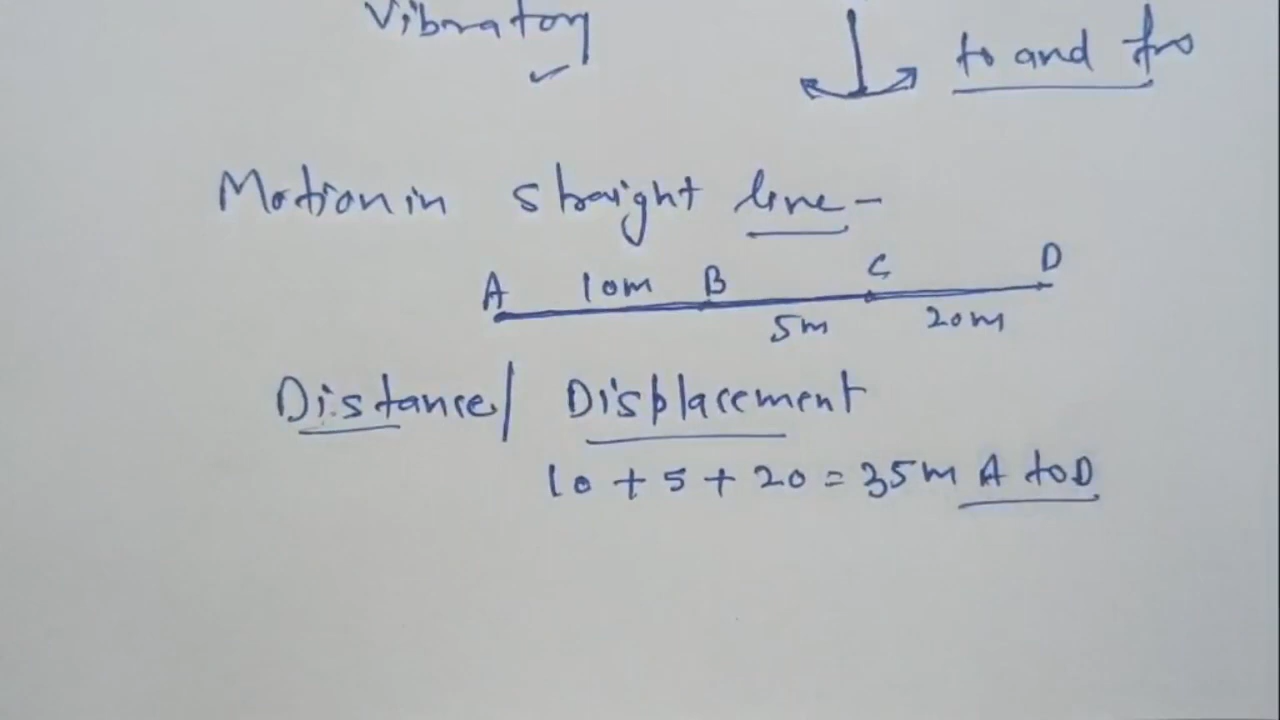 Vibratory
to and fro
Motion in straight line -
A 10m B C D
5m 20m
Distance/ Displacement
10 + 5 + 20 = 35m A to D